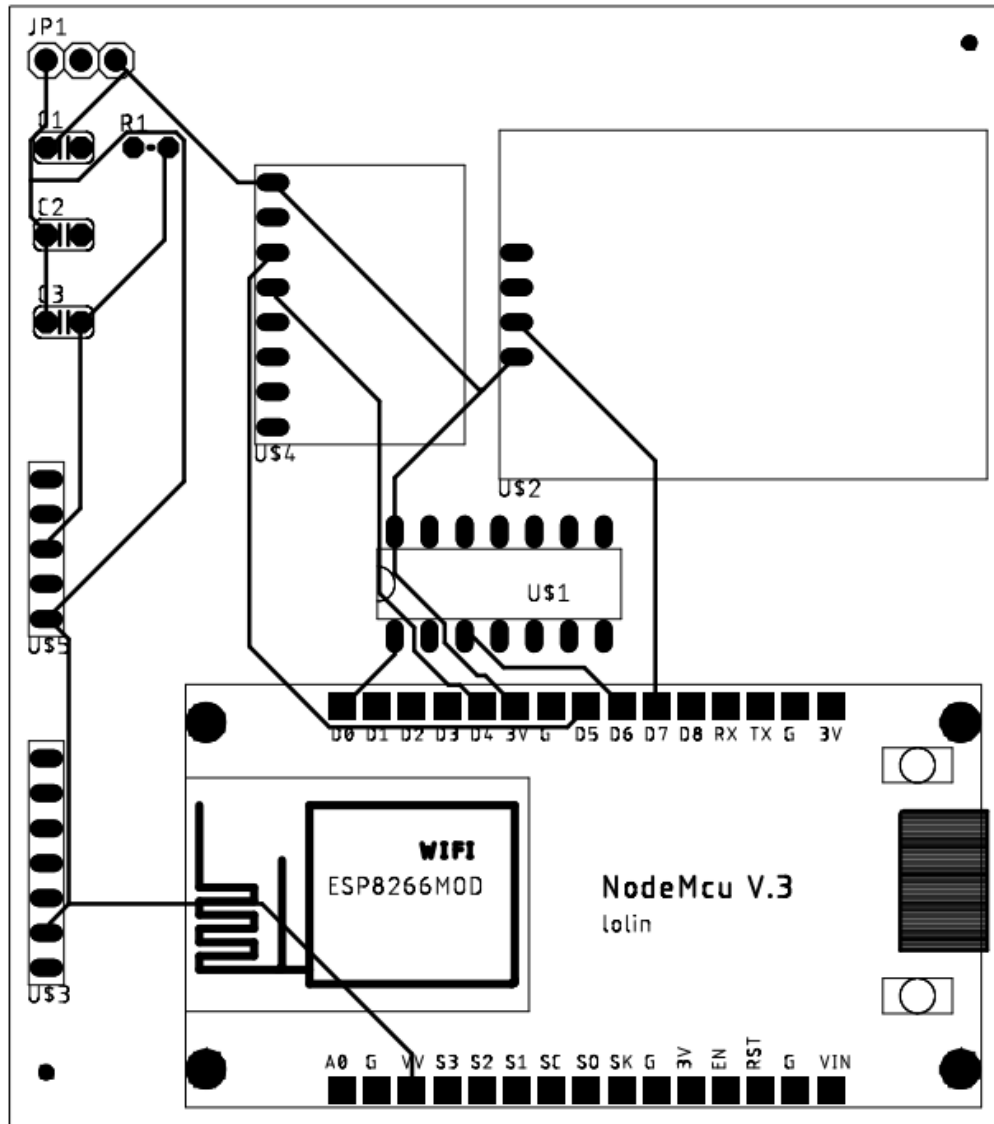 JP1
C1
R1
C2
C3
U$4
U$2
U$1
U$5
D0 D1 D2 D3 D4 3V G D5 D6 D7 D8 RX TX G 3V
WIFI
ESP8266MOD
NodeMcu V.3
lolin
U$3
A0 G VV S3 S2 S1 SC SO SK G 3V EN RST G VIN